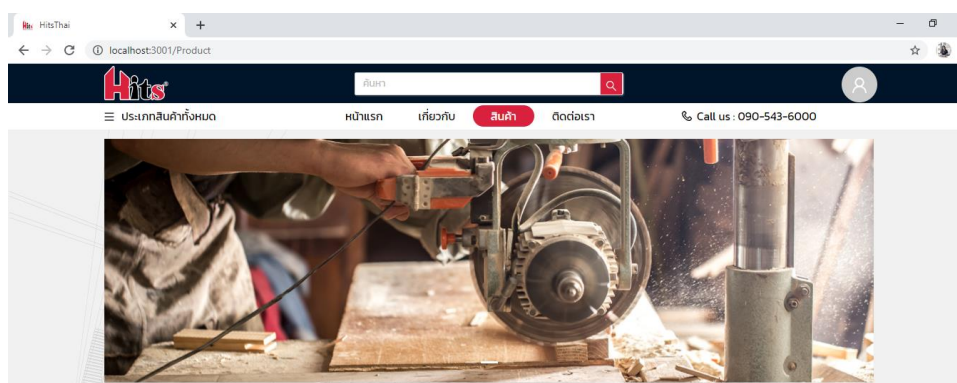 HitsThai
localhost:3001/Product
Hits
ค้นหา
ประเภทสินค้าทั้งหมด หน้าแรก เกี่ยวกับ สินค้า ติดต่อเรา Call us : 090-543-6000